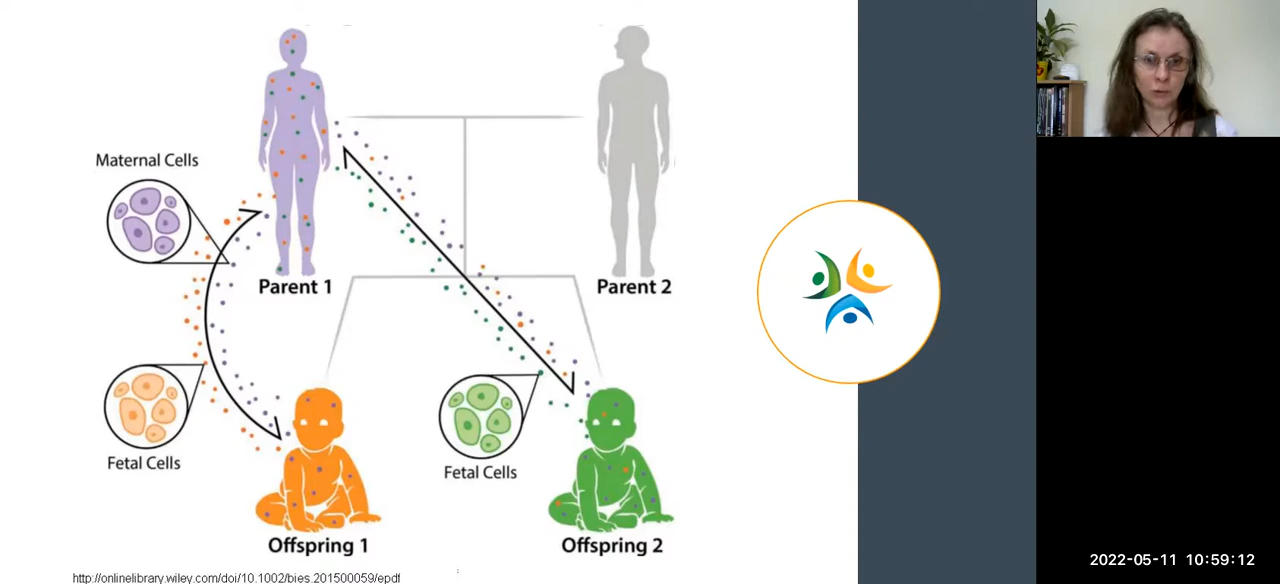 Maternal Cells
Parent 1
Parent 2
Fetal Cells
Fetal Cells
Offspring 1
Offspring 2
http://onlinelibrary.wiley.com/doi/10.1002/bies.201500059/epdf
2022-05-11 10:59:12